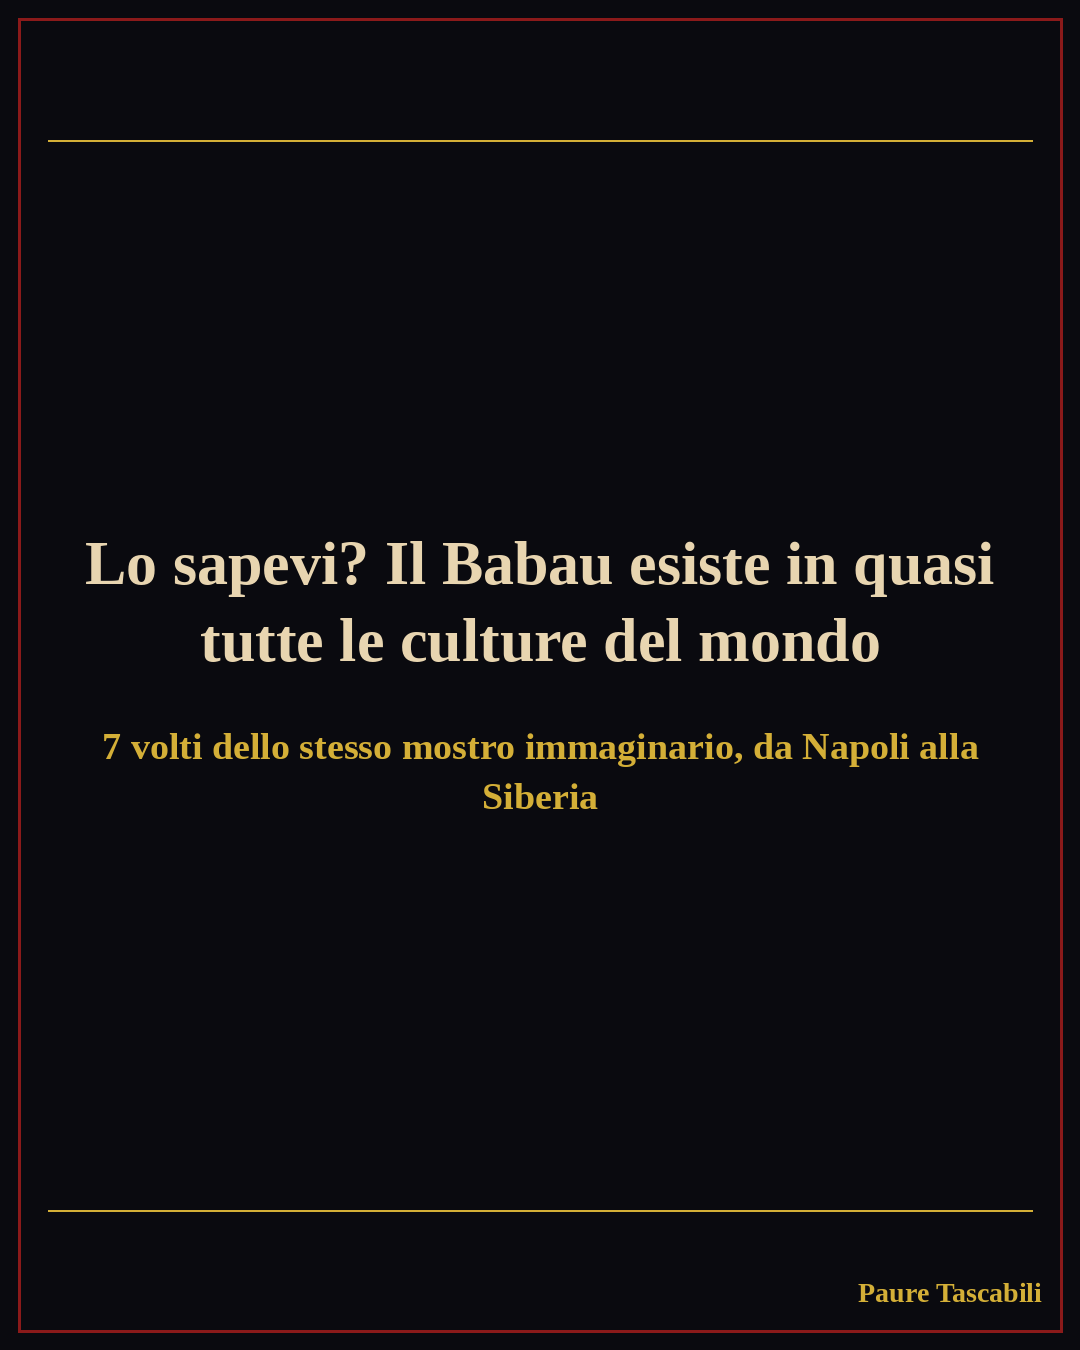 Lo sapevi? Il Babau esiste in quasi
tutte le culture del mondo
7 volti dello stesso mostro immaginario, da Napoli alla
Siberia
Paure Tascabili